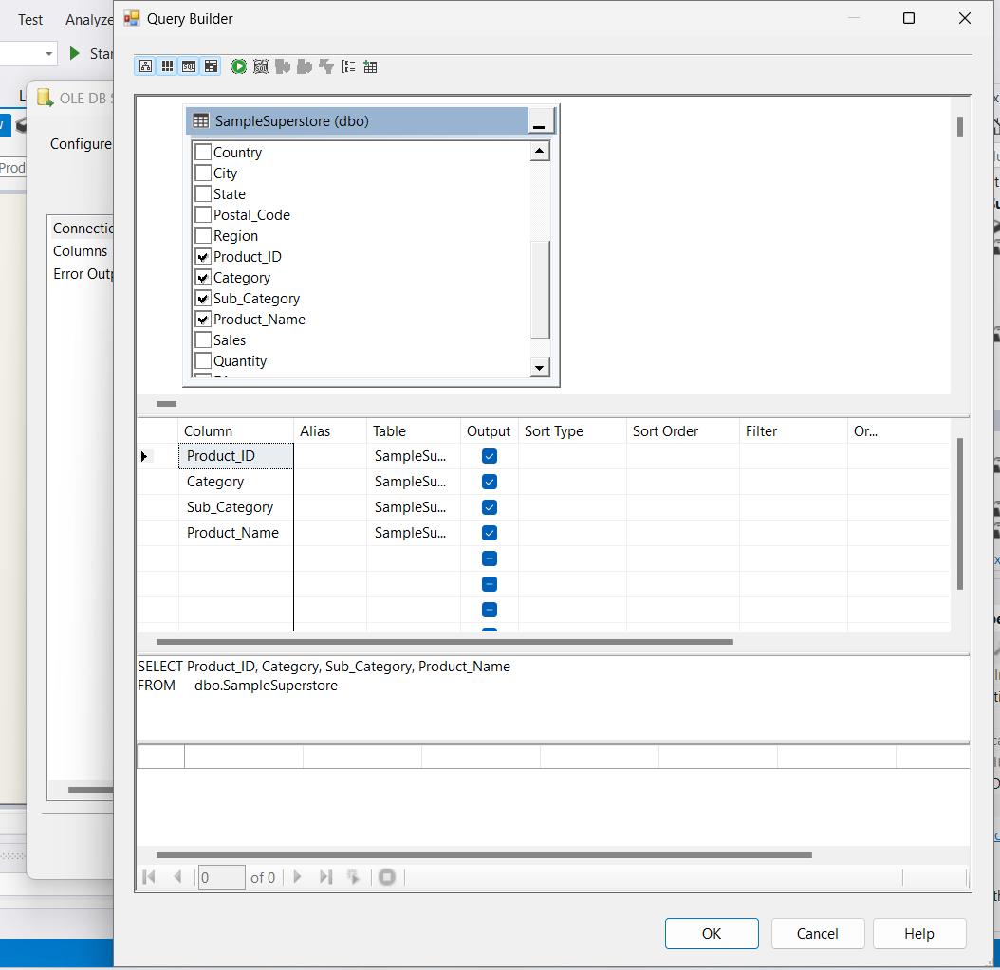 Test Analyze
Query Builder
OLE DB
Configure
Connectio
Columns
Error Outp
Prod
SampleSuperstore (dbo)
Country
City
State
Postal_Code
Region
Product_ID
Category
Sub_Category
Product_Name
Sales
Quantity
Column Alias Table Output Sort Type Sort Order Filter Or...
Product_ID SampleSu...
Category SampleSu...
Sub_Category SampleSu...
Product_Name SampleSu...
SELECT Product_ID, Category, Sub_Category, Product_Name
FROM dbo.SampleSuperstore
0 of 0
OK Cancel Help